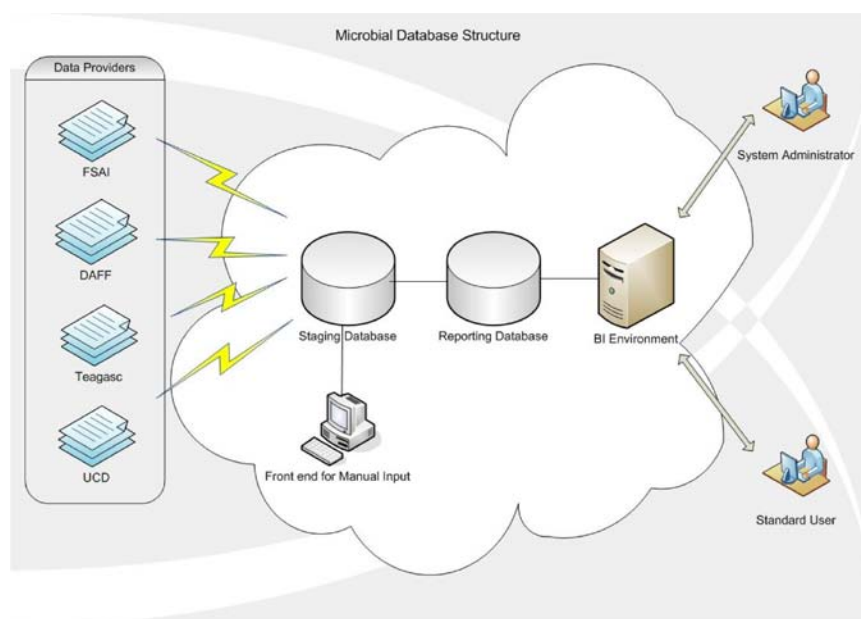 Microbial Database Structure
Data Providers
FSAI
DAFF
Teagasc
UCD
Staging Database
Reporting Database
BI Environment
Front end for Manual Input
System Administrator
Standard User